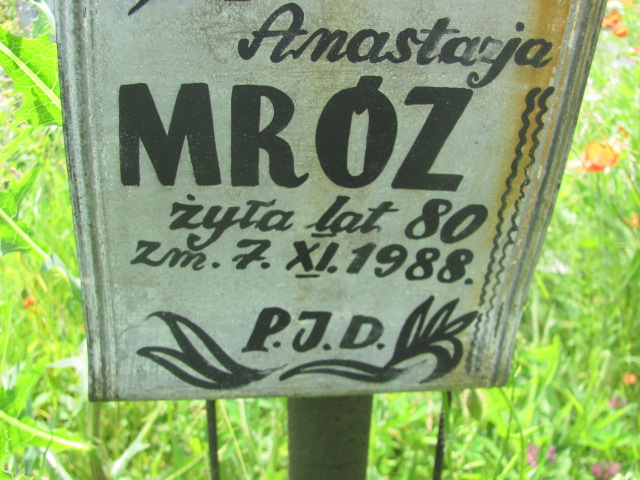 Anastazja
MRÓZ
żyła lat 80
zm. 7. XI. 1988.
P.J.D.